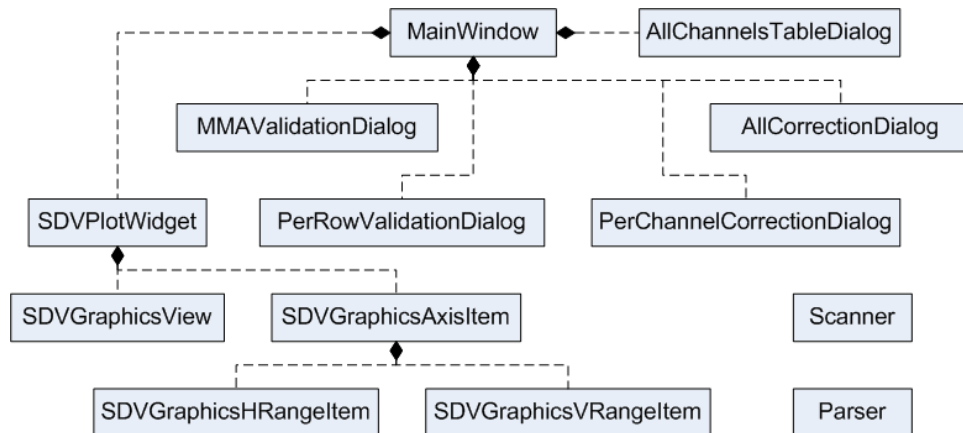 MainWindow
AllChannelsTableDialog
MMAValidationDialog
AllCorrectionDialog
SDVPlotWidget
PerRowValidationDialog
PerChannelCorrectionDialog
SDVGraphicsView
SDVGraphicsAxisItem
Scanner
SDVGraphicsHRangeItem
SDVGraphicsVRangeItem
Parser